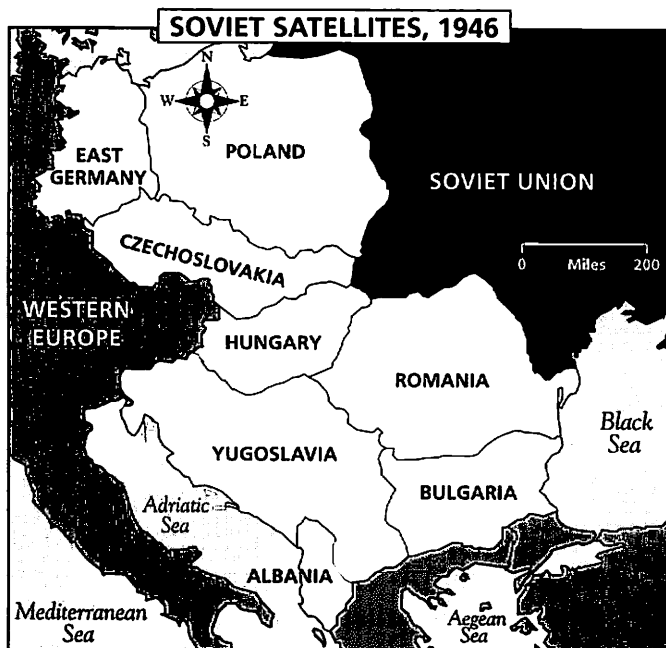 SOVIET SATELLITES, 1946
N
W
E
S
EAST
GERMANY
POLAND
SOVIET UNION
CZECHOSLOVAKIA
0 Miles 200
WESTERN
EUROPE
HUNGARY
ROMANIA
Black
Sea
YUGOSLAVIA
BULGARIA
Adriatic
Sea
ALBANIA
Mediterranean
Sea
Aegean
Sea